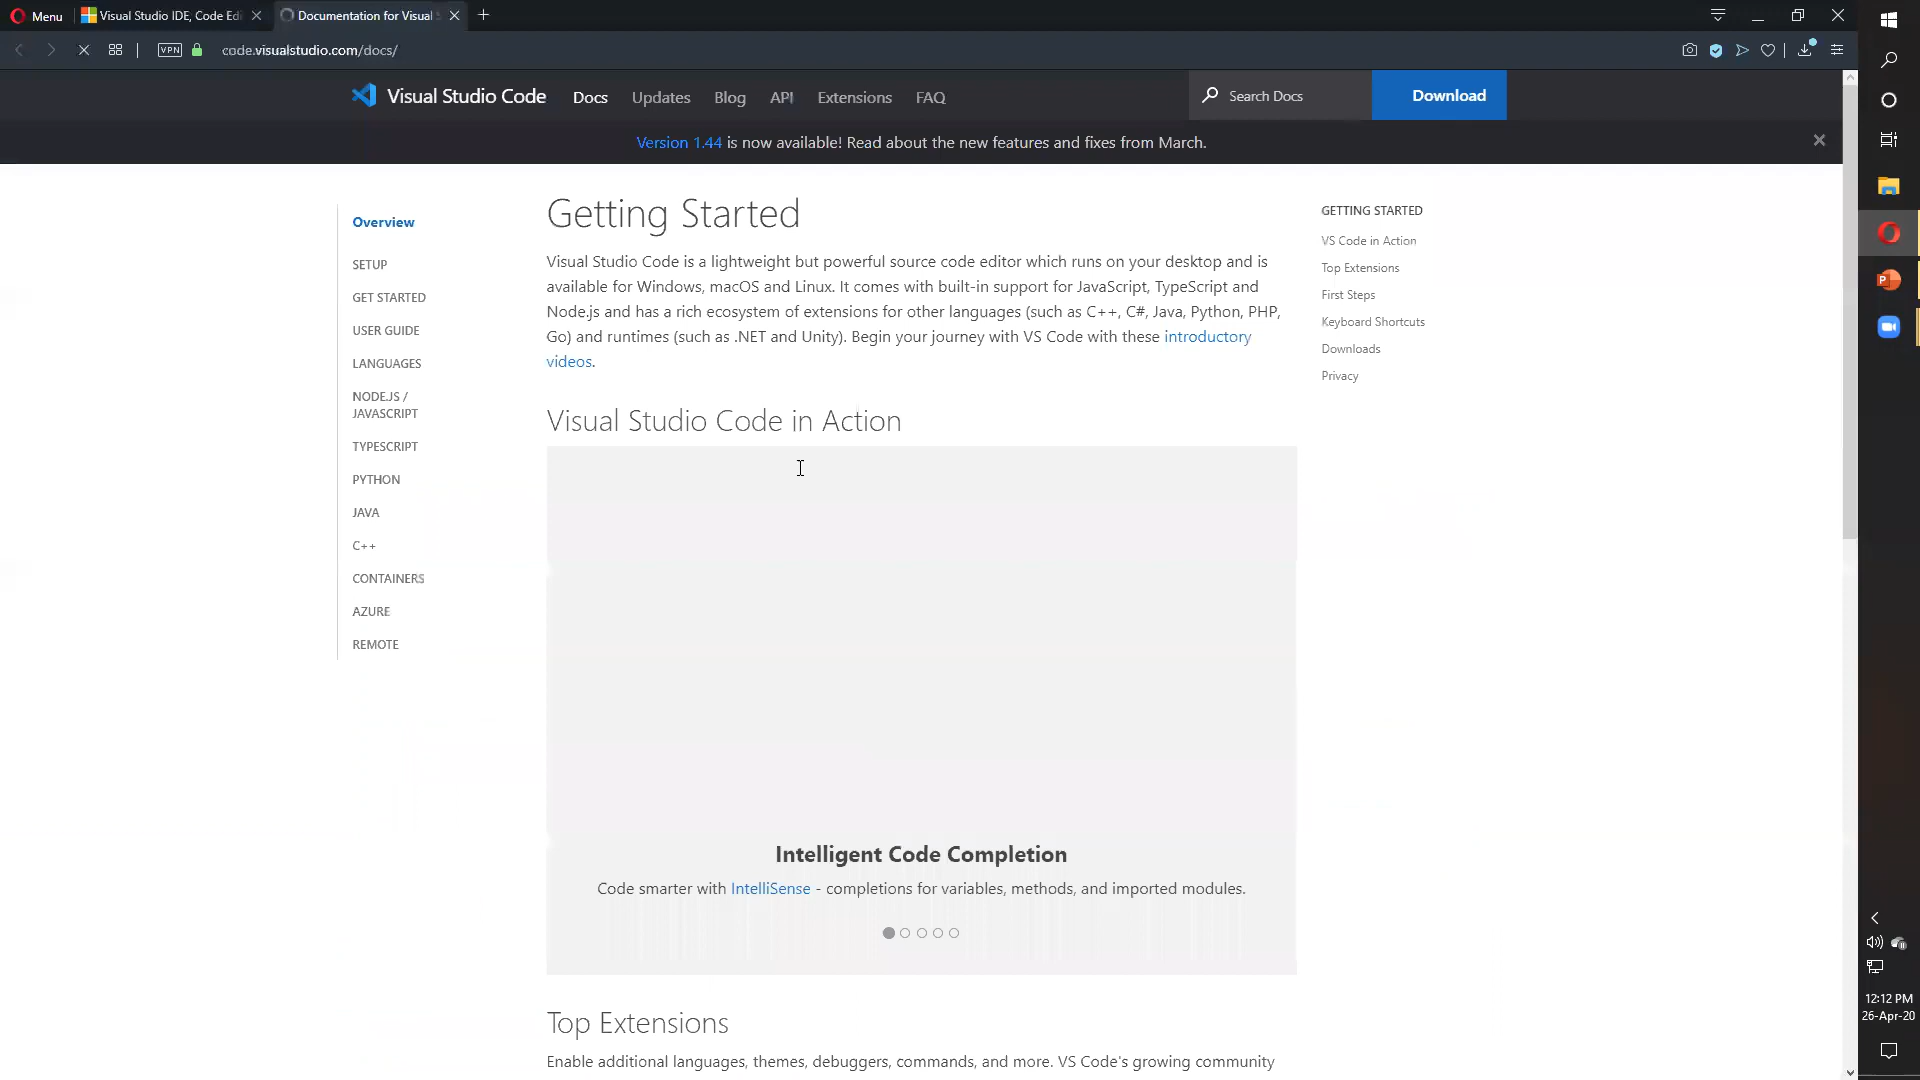 Menu
Visual Studio IDE, Code Edi
Documentation for Visual S
VPN
code.visualstudio.com/docs/
Visual Studio Code
Docs
Updates
Blog
API
Extensions
FAQ
Search Docs
Download
Version 1.44 is now available! Read about the new features and fixes from March.
Overview
SETUP
GET STARTED
USER GUIDE
LANGUAGES
NODE.JS /
JAVASCRIPT
TYPESCRIPT
PYTHON
JAVA
C++
CONTAINERS
AZURE
REMOTE
Getting Started
Visual Studio Code is a lightweight but powerful source code editor which runs on your desktop and is
available for Windows, macOS and Linux. It comes with built-in support for JavaScript, TypeScript and
Node.js and has a rich ecosystem of extensions for other languages (such as C++, C#, Java, Python, PHP,
Go) and runtimes (such as .NET and Unity). Begin your journey with VS Code with these introductory
videos.
Visual Studio Code in Action
Intelligent Code Completion
Code smarter with IntelliSense - completions for variables, methods, and imported modules.
Top Extensions
Enable additional languages, themes, debuggers, commands, and more. VS Code's growing community
GETTING STARTED
VS Code in Action
Top Extensions
First Steps
Keyboard Shortcuts
Downloads
Privacy
12:12 PM
26-Apr-20